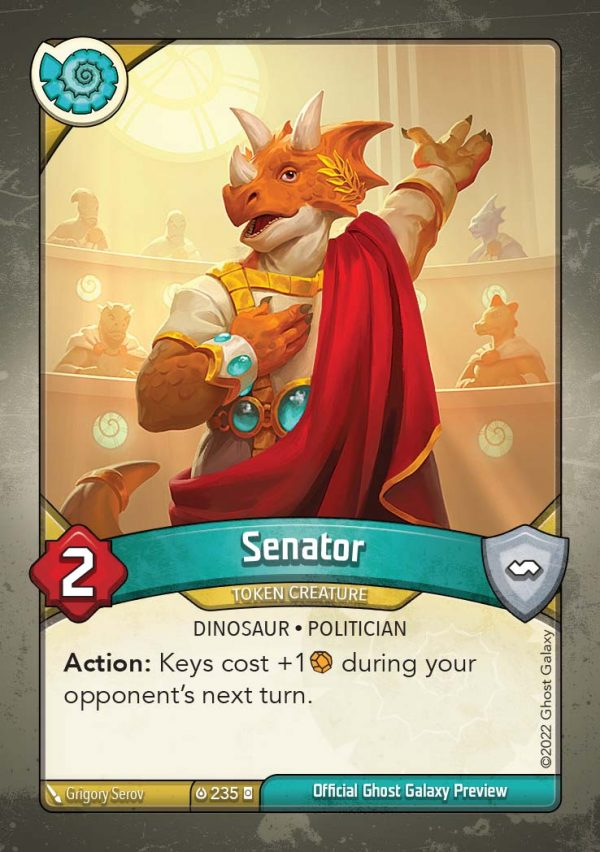 2
Senator
TOKEN CREATURE
DINOSAUR • POLITICIAN
Action: Keys cost +1 during your
opponent's next turn.
©2022 Ghost Galaxy
Grigory Serov
235
Official Ghost Galaxy Preview